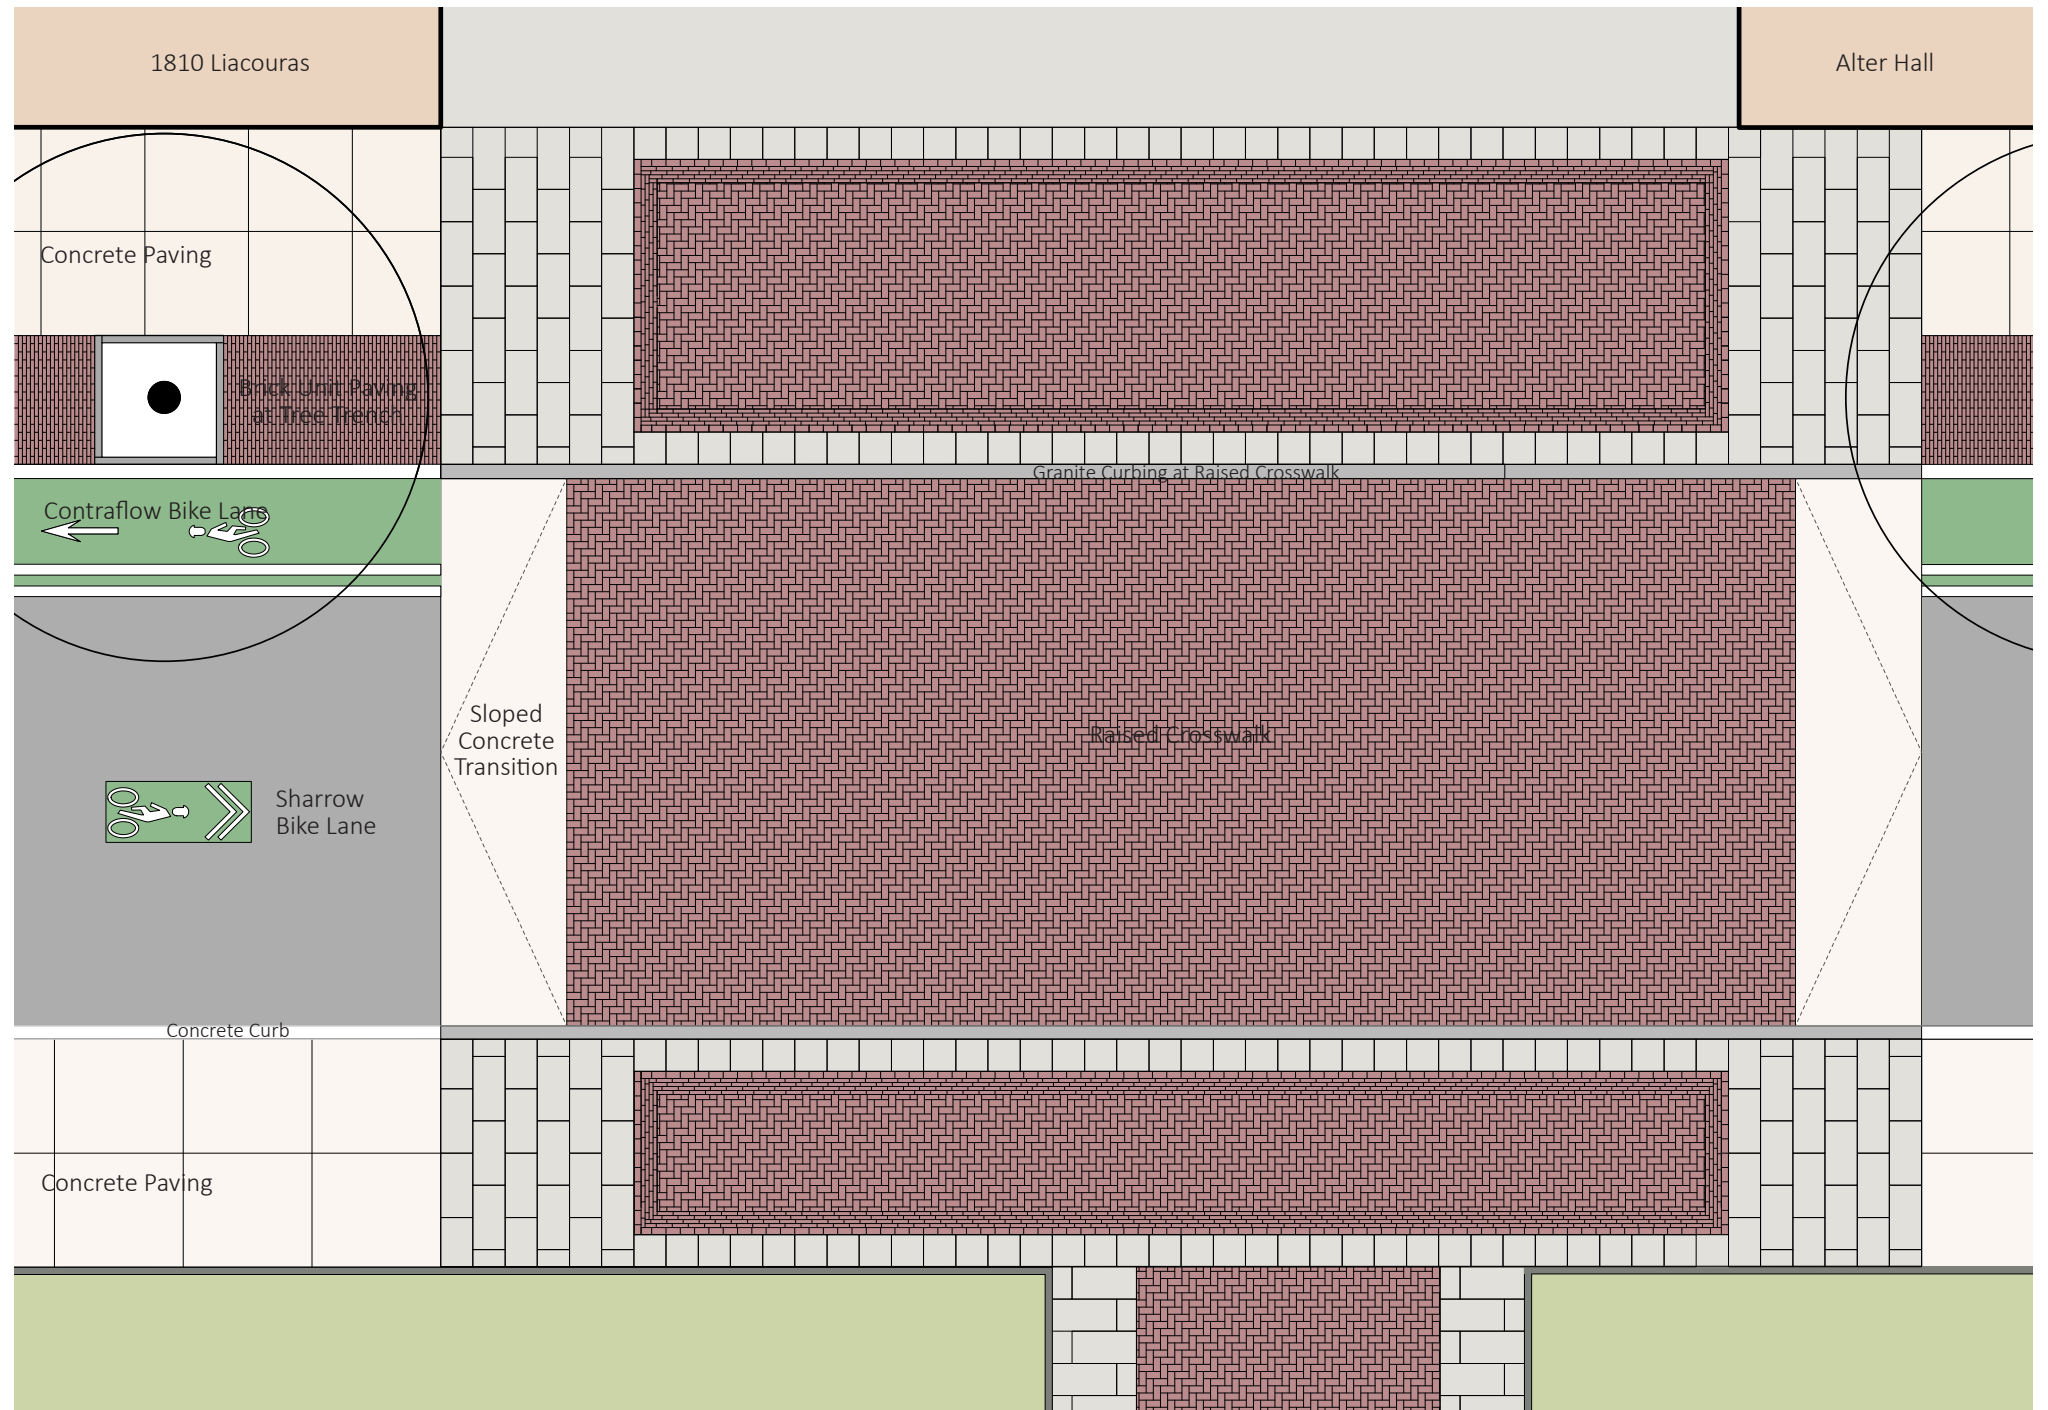 1810 Liacouras
Alter Hall
Concrete Paving
Brick Unit Paving
at Tree Trench
Granite Curbing at Raised Crosswalk
Contraflow Bike Lane
Sloped
Concrete
Transition
Raised Crosswalk
Sharrow
Bike Lane
Concrete Curb
Concrete Paving